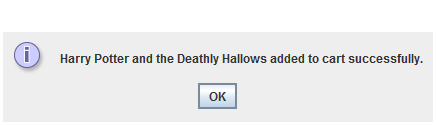 Harry Potter and the Deathly Hallows added to cart successfully.
OK